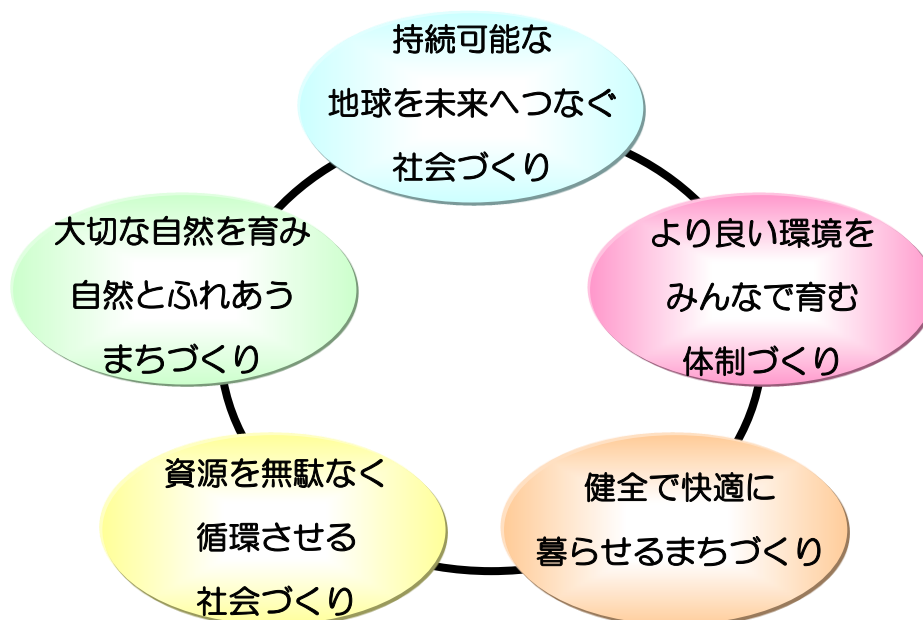 持続可能な
地球を未来へつなぐ
社会づくり
大切な自然を育み
自然とふれあう
まちづくり
より良い環境を
みんなで育む
体制づくり
資源を無駄なく
循環させる
社会づくり
健全で快適に
暮らせるまちづくり